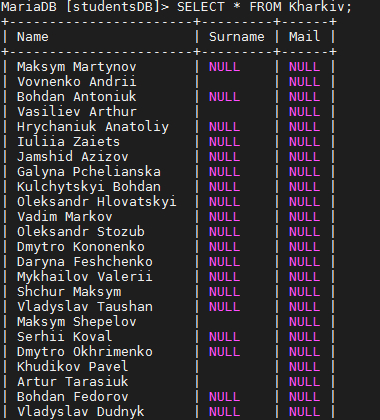 MariaDB [studentsDB]> SELECT * FROM Kharkiv;
+-----------------------+---------+------+
| Name | Surname | Mail |
+-----------------------+---------+------+
| Maksym Martynov | NULL | NULL |
| Vovnenko Andrii | | NULL |
| Bohdan Antoniuk | NULL | NULL |
| Vasiliev Arthur | | NULL |
| Hrychaniuk Anatoliy | NULL | NULL |
| Iuliia Zaiets | NULL | NULL |
| Jamshid Azizov | NULL | NULL |
| Galyna Pchelianska | NULL | NULL |
| Kulchytskyi Bohdan | NULL | NULL |
| Oleksandr Hlovatskyi | NULL | NULL |
| Vadim Markov | NULL | NULL |
| Oleksandr Stozub | NULL | NULL |
| Dmytro Kononenko | NULL | NULL |
| Daryna Feshchenko | NULL | NULL |
| Mykhailov Valerii | NULL | NULL |
| Shchur Maksym | NULL | NULL |
| Vladyslav Taushan | NULL | NULL |
| Maksym Shepelov | | NULL |
| Serhii Koval | NULL | NULL |
| Dmytro Okhrimenko | NULL | NULL |
| Khudikov Pavel | | NULL |
| Artur Tarasiuk | | NULL |
| Bohdan Fedorov | NULL | NULL |
| Vladyslav Dudnyk | NULL | NULL |